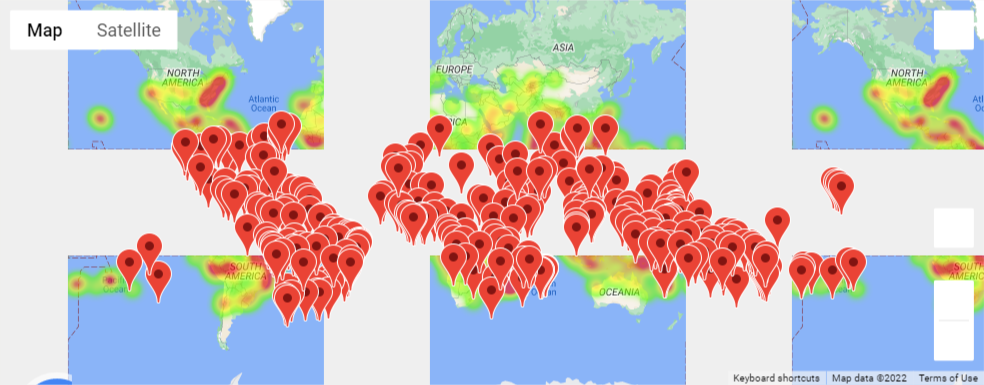 Map
Satellite
NORTH
AMERICA
Atlantic
Ocean
EUROPE
ASIA
NORTH
AMERICA
SOUTH
AMERICA
OCEANIA
Ocean
SOUTH
Keyboard shortcuts
Map data ©2022
Terms of Use